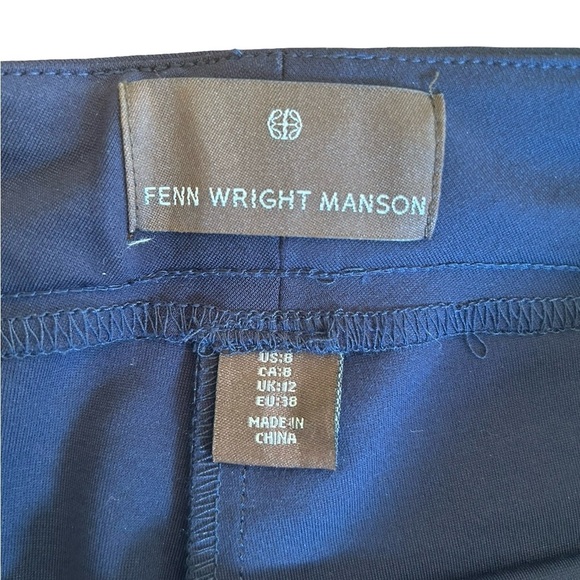 FENN WRIGHT MANSON
US:8
CA:8
UK:12
EU:38
MADE IN
CHINA